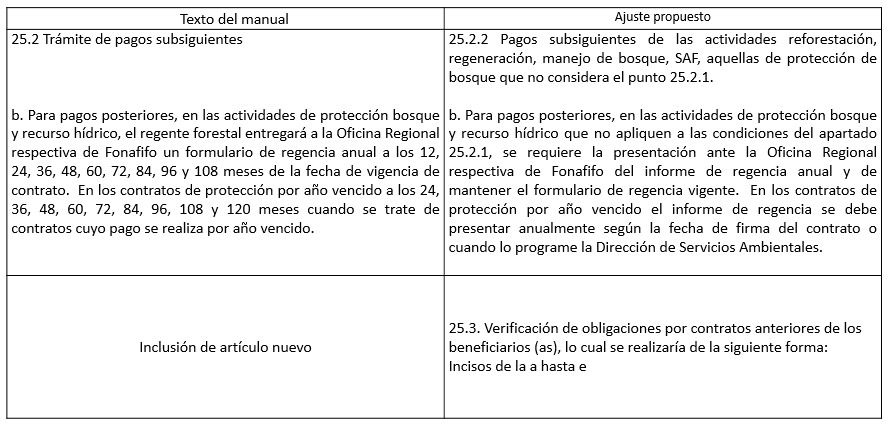 Texto del manual
Ajuste propuesto
25.2 Trámite de pagos subsiguientes
b. Para pagos posteriores, en las actividades de protección bosque
y recurso hídrico, el regente forestal entregará a la Oficina Regional
respectiva de Fonafifo un formulario de regencia anual a los 12,
24, 36, 48, 60, 72, 84, 96 y 108 meses de la fecha de vigencia de
contrato. En los contratos de protección por año vencido a los 24,
36, 48, 60, 72, 84, 96, 108 y 120 meses cuando se trate de
contratos cuyo pago se realiza por año vencido.
25.2.2 Pagos subsiguientes de las actividades reforestación,
regeneración, manejo de bosque, SAF, aquellas de protección de
bosque que no considera el punto 25.2.1.
b. Para pagos posteriores, en las actividades de protección bosque
y recurso hídrico que no apliquen a las condiciones del apartado
25.2.1, se requiere la presentación ante la Oficina Regional
respectiva de Fonafifo del informe de regencia anual y de
mantener el formulario de regencia vigente. En los contratos de
protección por año vencido el informe de regencia se debe
presentar anualmente según la fecha de firma del contrato o
cuando lo programe la Dirección de Servicios Ambientales.
Inclusión de artículo nuevo
25.3. Verificación de obligaciones por contratos anteriores de los
beneficiarios (as), lo cual se realizaría de la siguiente forma:
Incisos de la a hasta e